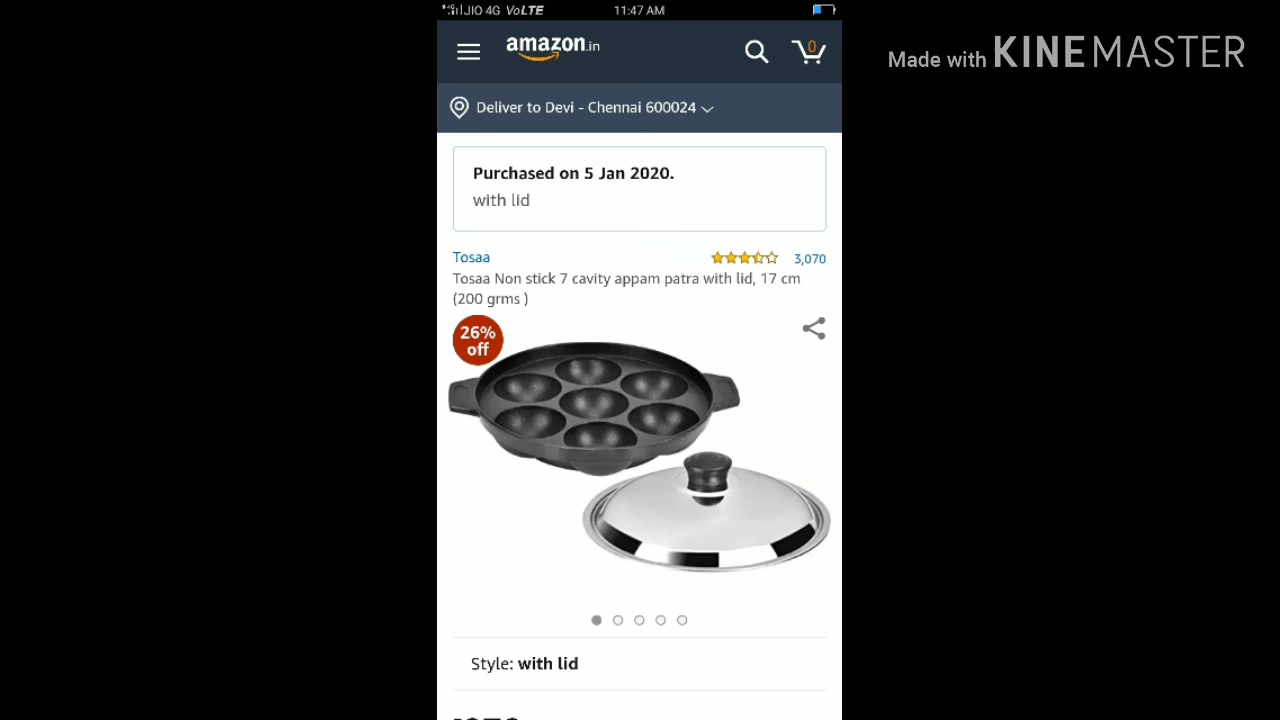 JIO 4G VoLTE 11:47 AM
amazon.in
0
Made with KINEMASTER
Deliver to Devi - Chennai 600024
Purchased on 5 Jan 2020.
with lid
Tosaa 3,070
Tosaa Non stick 7 cavity appam patra with lid, 17 cm
(200 grms )
26%
off
Style: with lid